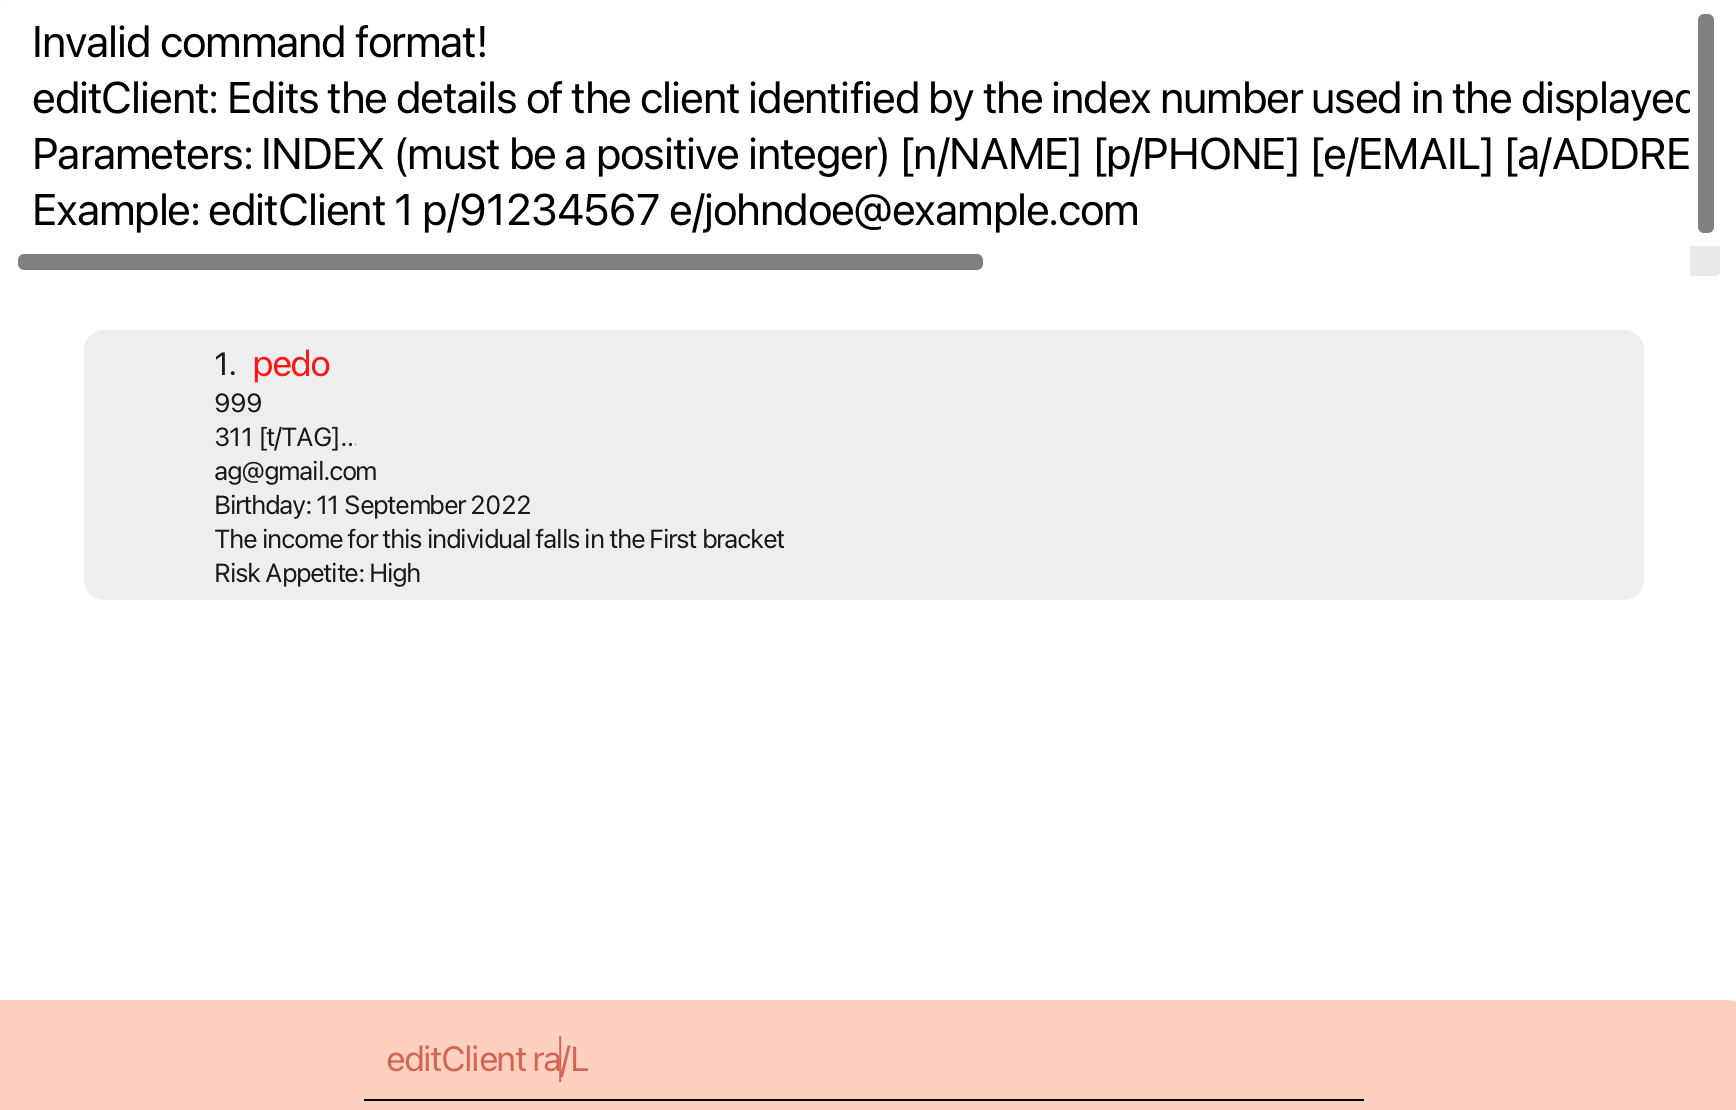 Invalid command format!
editClient: Edits the details of the client identified by the index number used in the displayed
Parameters: INDEX (must be a positive integer) [n/NAME] [p/PHONE] [e/EMAIL] [a/ADDRE
Example: editClient 1 p/91234567 e/johndoe@example.com
1. pedo
999
311 [t/TAG]...
ag@gmail.com
Birthday: 11 September 2022
The income for this individual falls in the First bracket
Risk Appetite: High
editClient ra/L